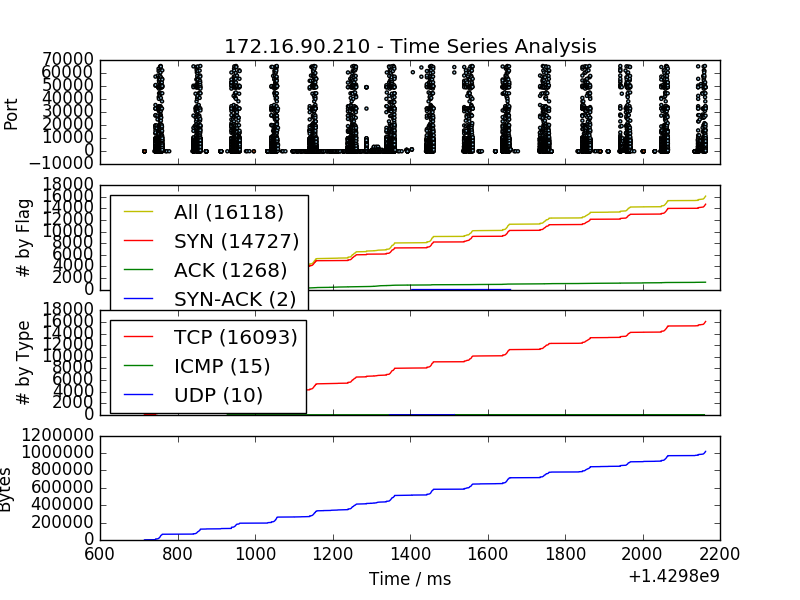 172.16.90.210 - Time Series Analysis
70000
60000
50000
40000
30000
20000
10000
0
−10000
Port
18000
16000
14000
12000
10000
8000
6000
4000
2000
0
# by Flag
All (16118)
SYN (14727)
ACK (1268)
SYN-ACK (2)
18000
16000
14000
12000
10000
8000
6000
4000
2000
0
# by Type
TCP (16093)
ICMP (15)
UDP (10)
1200000
1000000
800000
600000
400000
200000
0
Bytes
600 800 1000 1200 1400 1600 1800 2000 2200
Time / ms
+1.4298e9